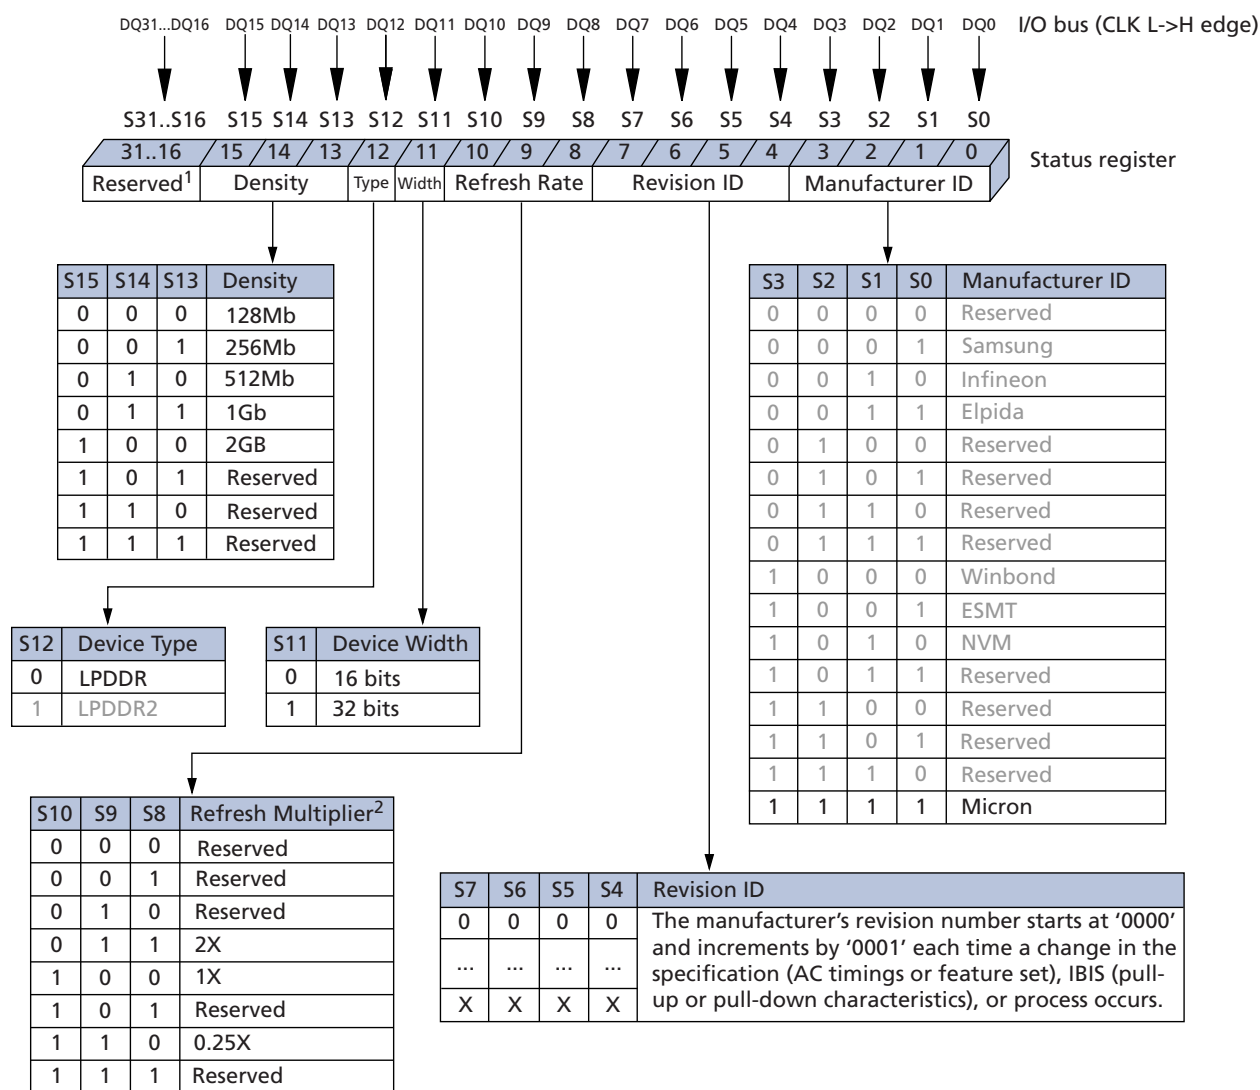 DQ31...DQ16 DQ15 DQ14 DQ13 DQ12 DQ11 DQ10 DQ9 DQ8 DQ7 DQ6 DQ5 DQ4 DQ3 DQ2 DQ1 DQ0 I/O bus (CLK L->H edge)
S31..S16 S15 S14 S13 S12 S11 S10 S9 S8 S7 S6 S5 S4 S3 S2 S1 S0
31..16 15 14 13 12 11 10 9 8 7 6 5 4 3 2 1 0 Status register
Reserved1 Density Type Width Refresh Rate Revision ID Manufacturer ID
S15 S14 S13 Density
0 0 0 128Mb
0 0 1 256Mb
0 1 0 512Mb
0 1 1 1Gb
1 0 0 2GB
1 0 1 Reserved
1 1 0 Reserved
1 1 1 Reserved
S3 S2 S1 S0 Manufacturer ID
0 0 0 0 Reserved
0 0 0 1 Samsung
0 0 1 0 Infineon
0 0 1 1 Elpida
0 1 0 0 Reserved
0 1 0 1 Reserved
0 1 1 0 Reserved
0 1 1 1 Reserved
1 0 0 0 Winbond
1 0 0 1 ESMT
1 0 1 0 NVM
1 0 1 1 Reserved
1 1 0 0 Reserved
1 1 0 1 Reserved
1 1 1 0 Reserved
1 1 1 1 Micron
S12 Device Type
0 LPDDR
1 LPDDR2
S11 Device Width
0 16 bits
1 32 bits
S10 S9 S8 Refresh Multiplier2
0 0 0 Reserved
0 0 1 Reserved
0 1 0 Reserved
0 1 1 2X
1 0 0 1X
1 0 1 Reserved
1 1 0 0.25X
1 1 1 Reserved
S7 S6 S5 S4 Revision ID
0 0 0 0 The manufacturer's revision number starts at '0000'
and increments by '0001' each time a change in the
... ... ... ... specification (AC timings or feature set), IBIS (pull-
X X X X up or pull-down characteristics), or process occurs.